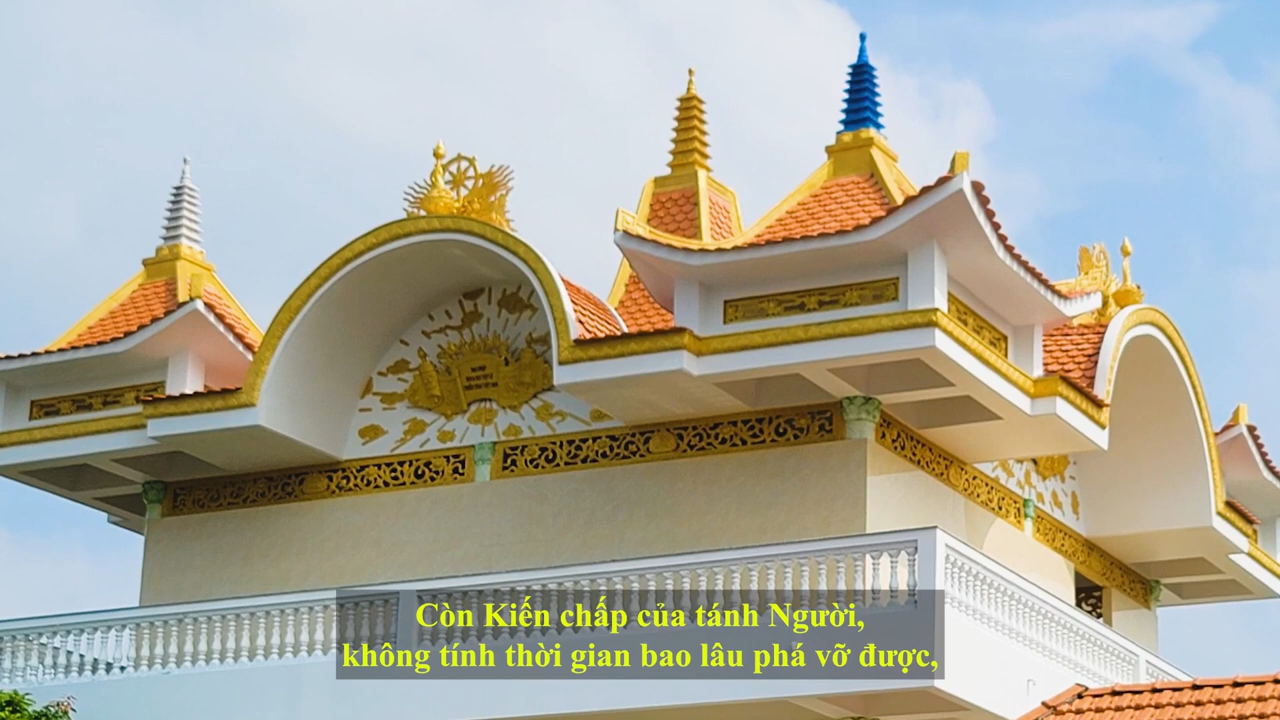 Còn Kiến chấp của tánh Người,
không tính thời gian bao lâu phá vỡ được,